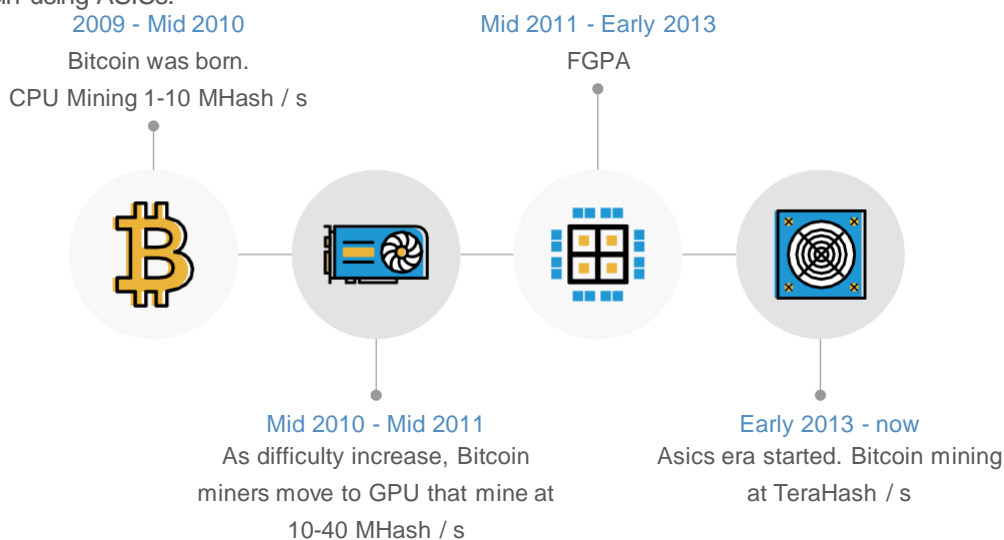 using ASICs.
2009 - Mid 2010
Bitcoin was born.
CPU Mining 1-10 MHash / s
Mid 2011 - Early 2013
FGPA
Mid 2010 - Mid 2011
As difficulty increase, Bitcoin
miners move to GPU that mine at
10-40 MHash / s
Early 2013 - now
Asics era started. Bitcoin mining
at TeraHash / s